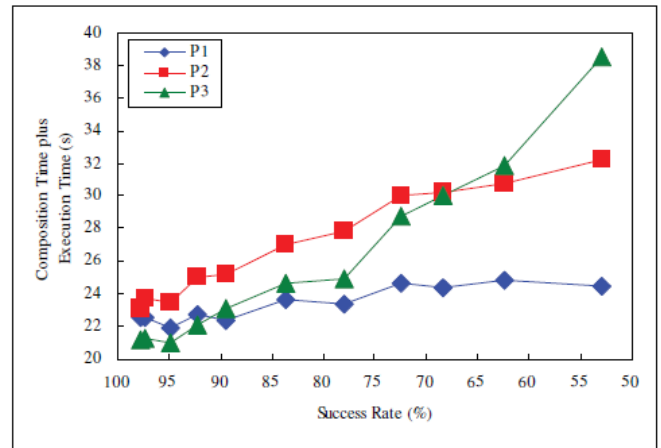 40
38
36
34
32
30
28
26
24
22
20
P1
P2
P3
Composition Time plus
Execution Time (s)
100 95 90 85 80 75 70 65 60 55 50
Success Rate (%)